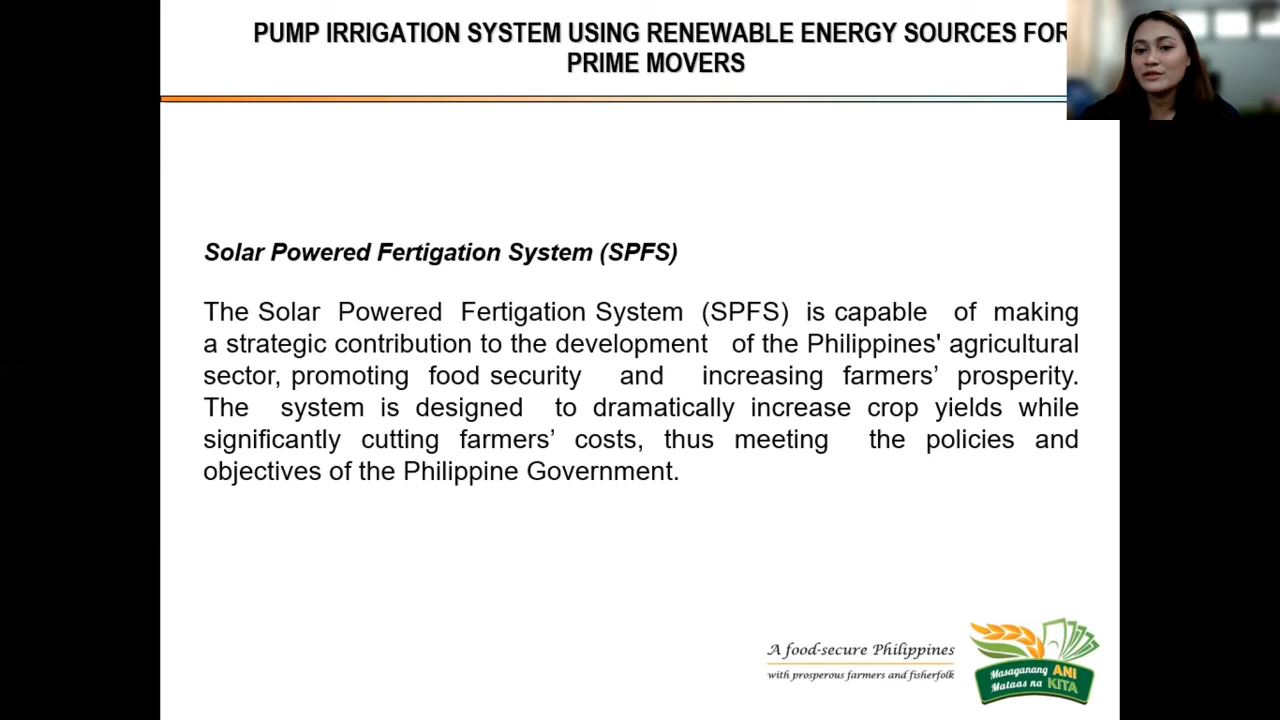 PUMP IRRIGATION SYSTEM USING RENEWABLE ENERGY SOURCES FOR
PRIME MOVERS
Solar Powered Fertigation System (SPFS)
The Solar Powered Fertigation System (SPFS) is capable of making
a strategic contribution to the development of the Philippines' agricultural
sector, promoting food security and increasing farmers’ prosperity.
The system is designed to dramatically increase crop yields while
significantly cutting farmers’ costs, thus meeting the policies and
objectives of the Philippine Government.
A food-secure Philippines
with prosperous farmers and fisherfolk
Masaganang ANI
Mataas na KITA